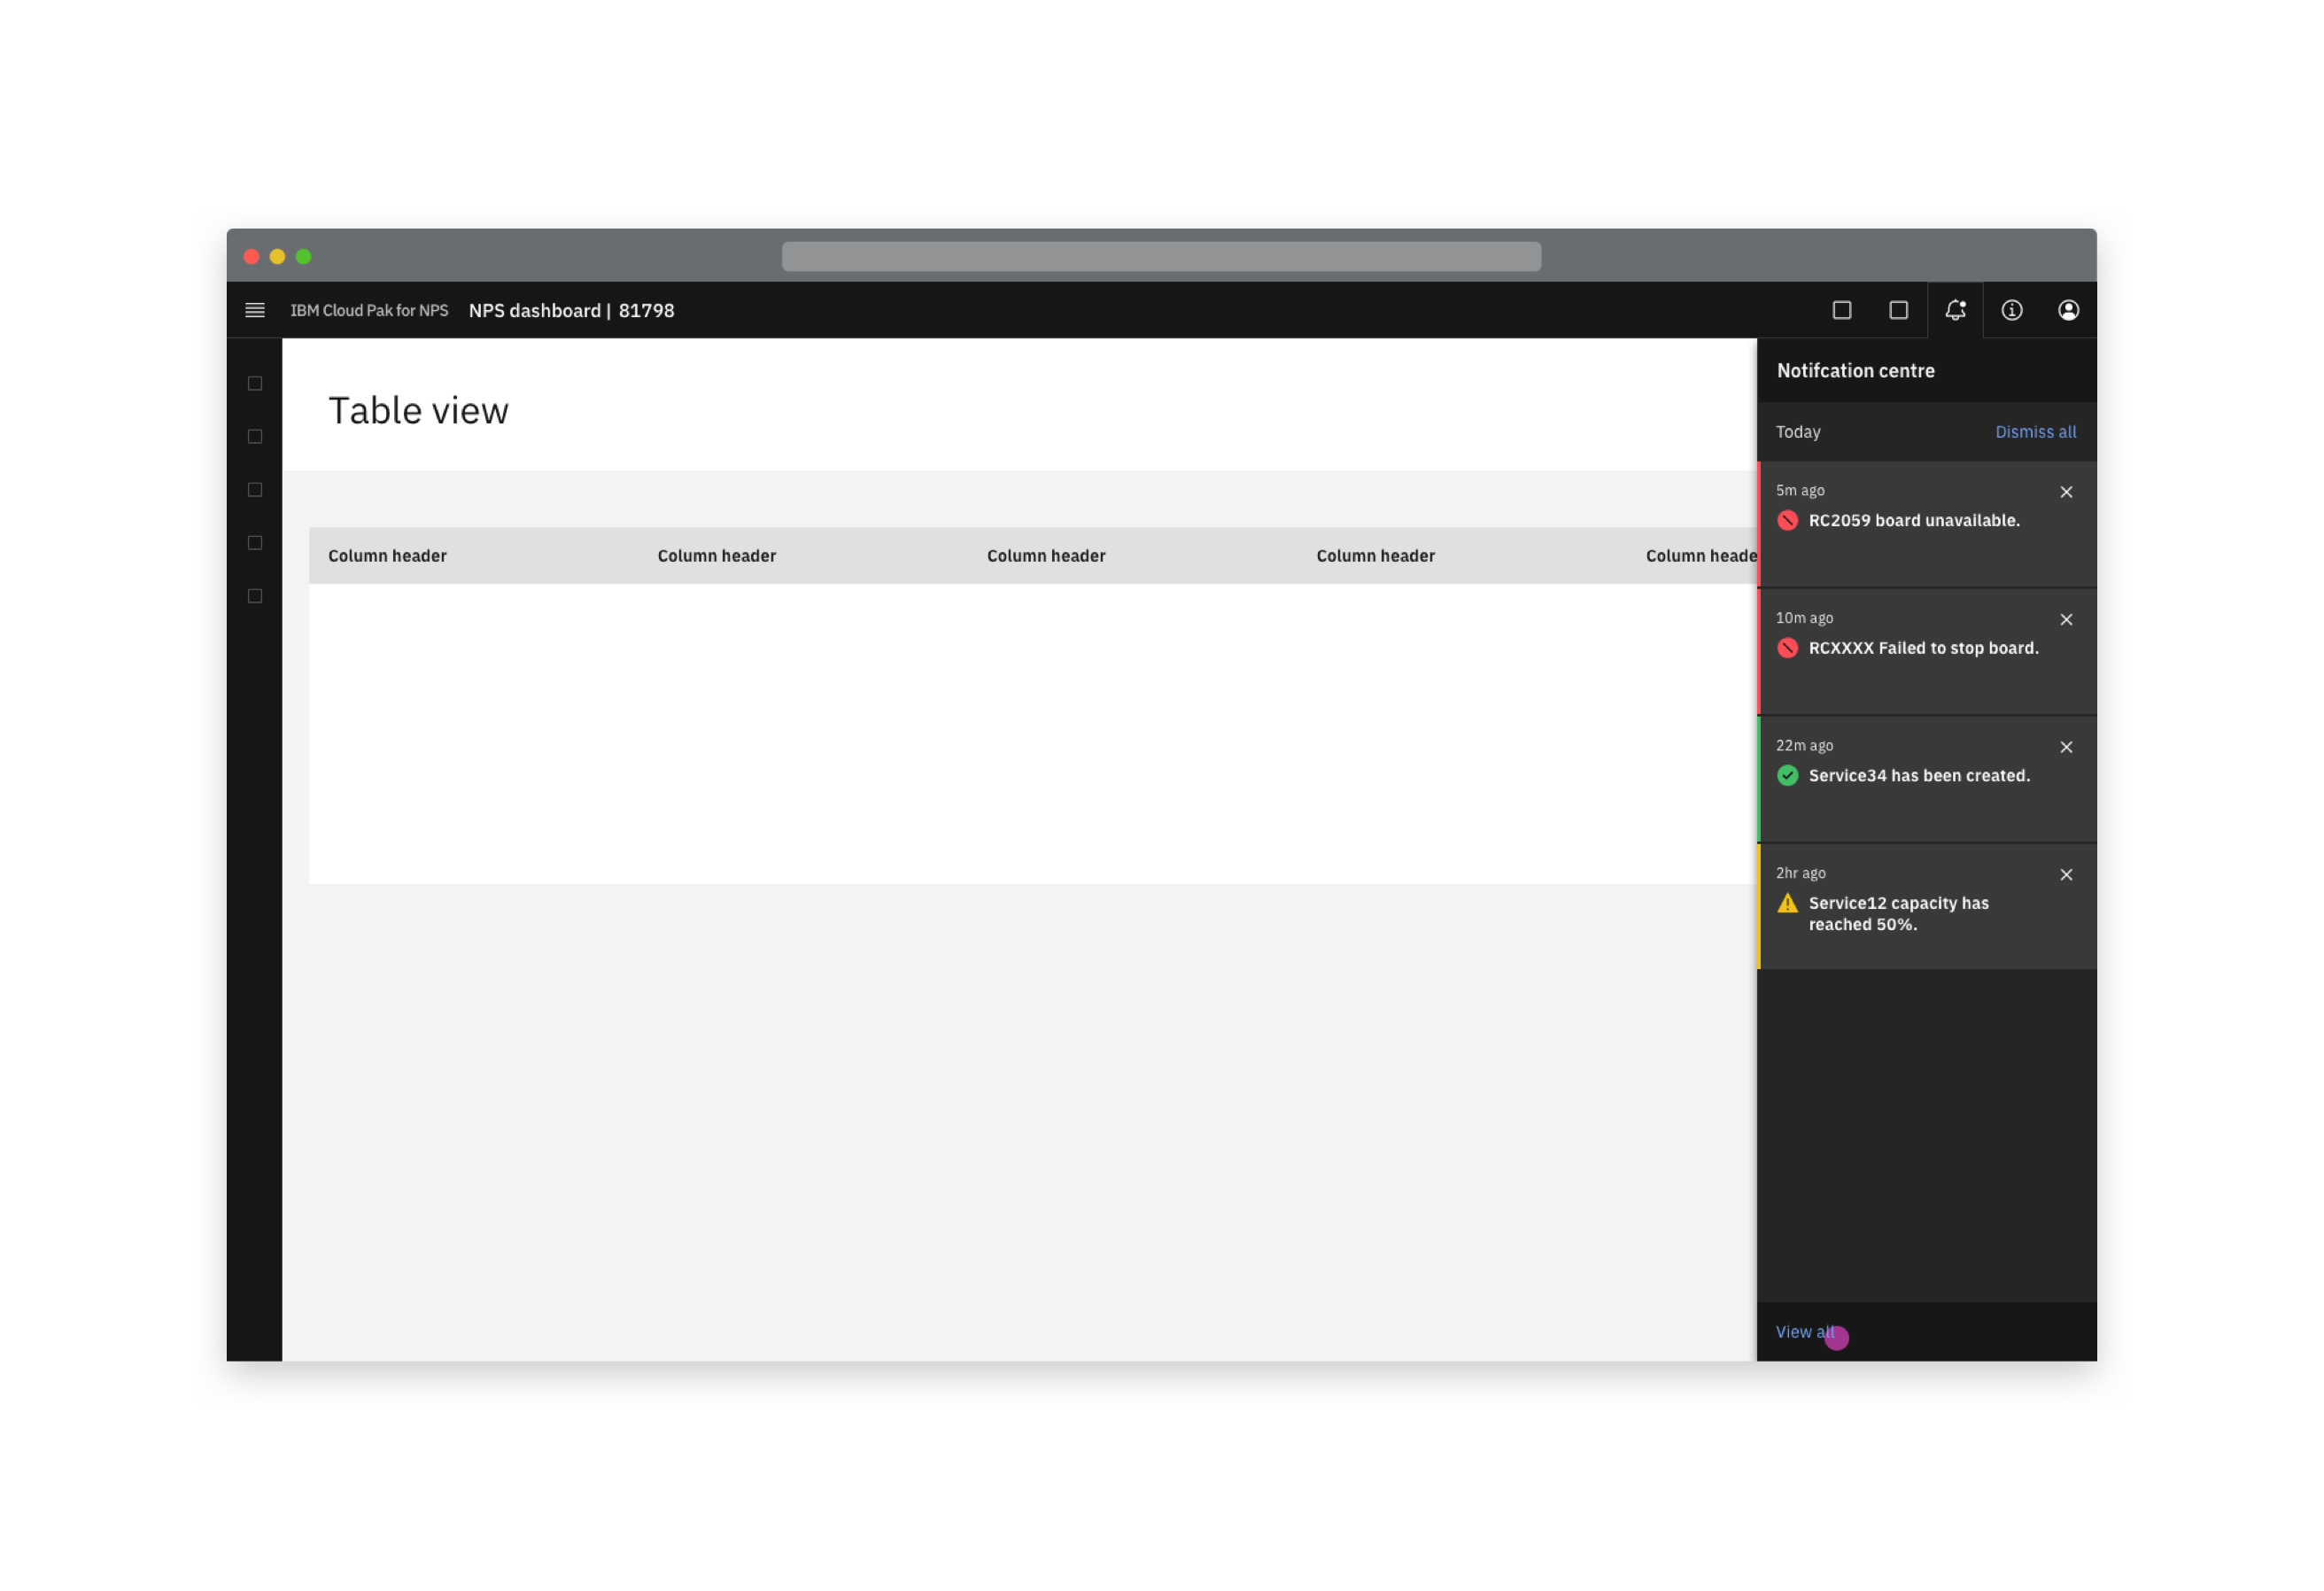 IBM Cloud Pak for NPS NPS dashboard | 81798
Table view
Column header Column header Column header Column header Column heade
Notifcation centre
Today Dismiss all
5m ago
RC2059 board unavailable.
10m ago
RCXXXX Failed to stop board.
22m ago
Service34 has been created.
2hr ago
Service12 capacity has
reached 50%.
View all